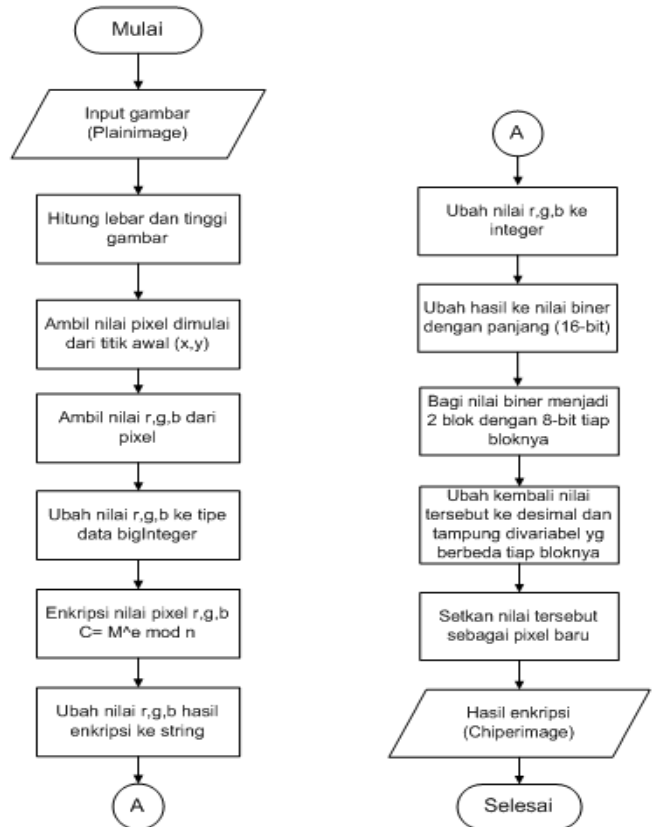 Mulai
Input gambar
(Plainimage)
Hitung lebar dan tinggi
gambar
Ambil nilai pixel dimulai
dari titik awal (x,y)
Ambil nilai r,g,b dari
pixel
Ubah nilai r,g,b ke tipe
data bigInteger
Enkripsi nilai pixel r,g,b
C= M^e mod n
Ubah nilai r,g,b hasil
enkripsi ke string
A
A
Ubah nilai r,g,b ke
integer
Ubah hasil ke nilai biner
dengan panjang (16-bit)
Bagi nilai biner menjadi
2 blok dengan 8-bit tiap
bloknya
Ubah kembali nilai
tersebut ke desimal dan
tampung divariabel yg
berbeda tiap bloknya
Setkan nilai tersebut
sebagai pixel baru
Hasil enkripsi
(Chiperimage)
Selesai